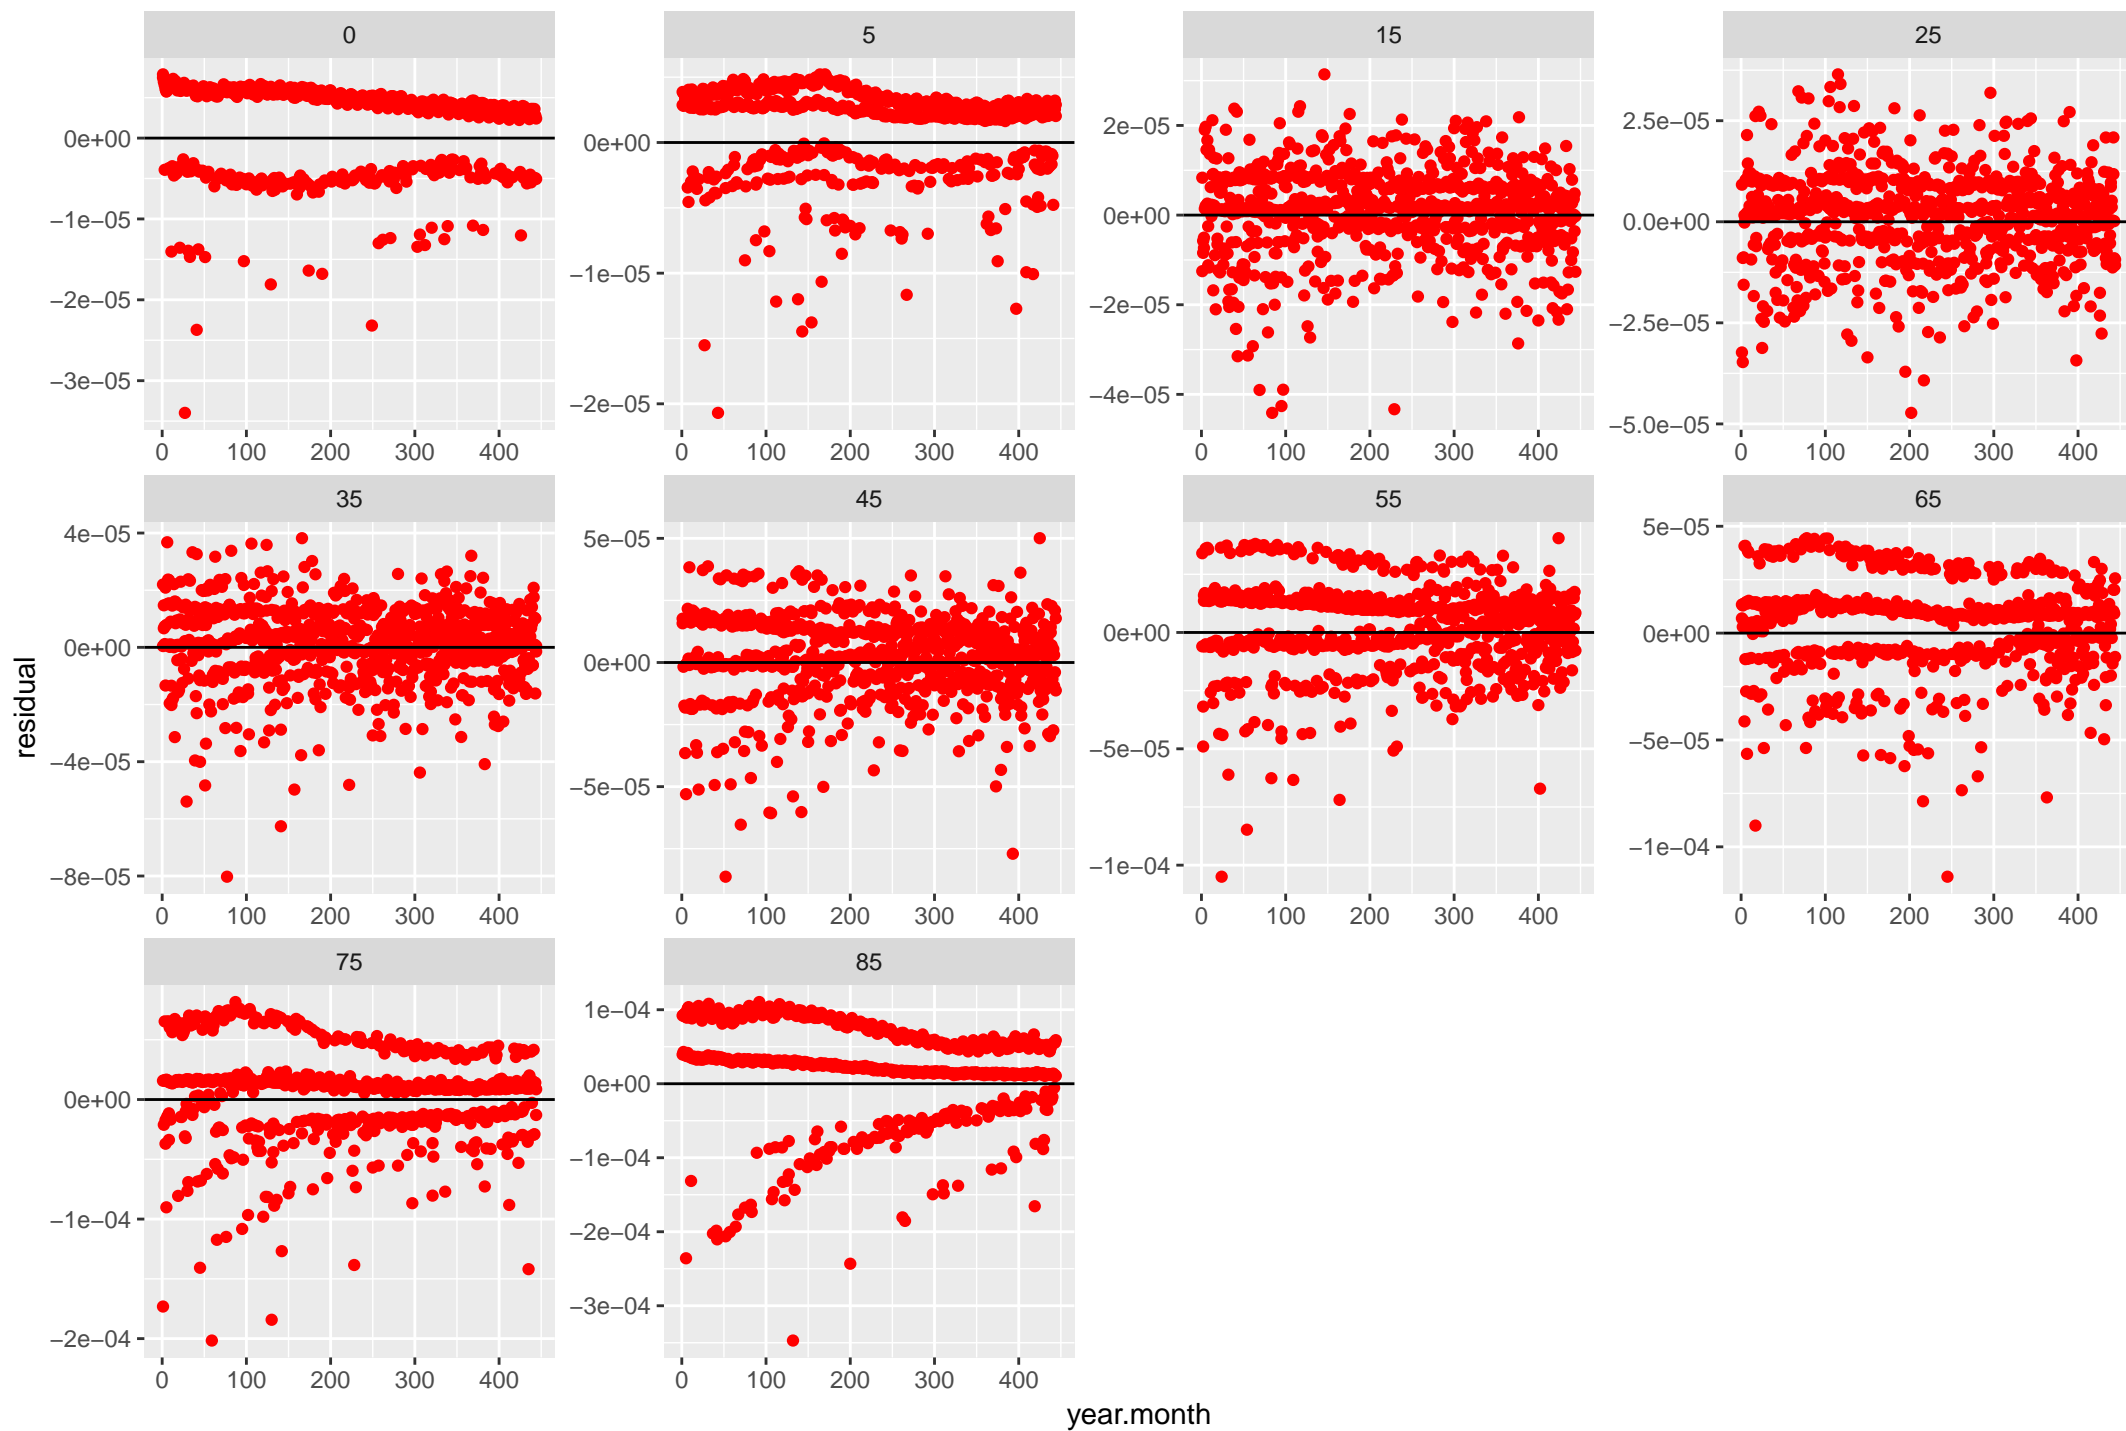 0 5 15 25
0e+00 0e+00 2e−05 2.5e−05
−1e−05 −1e−05 0e+00 0.0e+00
−2e−05 −2e−05 −2e−05 −2.5e−05
−3e−05 −4e−05 −5.0e−05
0 100 200 300 400 0 100 200 300 400 0 100 200 300 400 0 100 200 300 400
35 45 55 65
4e−05 5e−05 0e+00 5e−05
0e+00 0e+00 −5e−05 0e+00
−4e−05 −5e−05 −1e−04 −5e−05
−8e−05 −1e−04
0 100 200 300 400 0 100 200 300 400 0 100 200 300 400 0 100 200 300 400
residual
75 85
0e+00 1e−04
−1e−04 0e+00
−2e−04 −1e−04
−2e−04
−3e−04
0 100 200 300 400 0 100 200 300 400
year.month